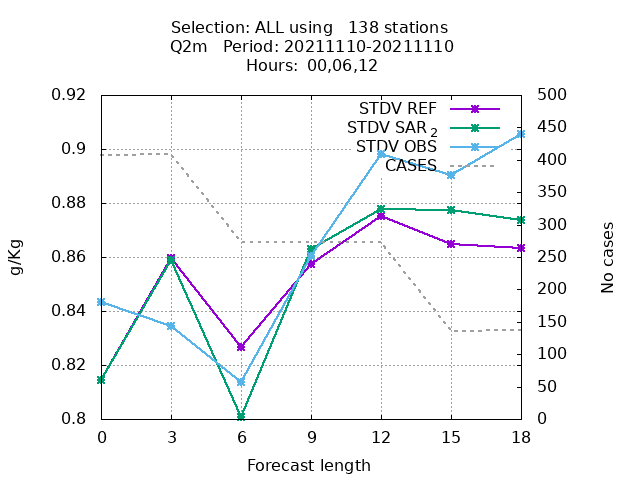 Selection: ALL using   138 stations
Q2m   Period: 20211110-20211110
Hours:  00,06,12
g/Kg
0.92
0.9
0.88
0.86
0.84
0.82
0.8
STDV REF
STDV SAR 2
STDV OBS
CASES
500
450
400
350
300
250
200
150
100
50
0
No cases
0 3 6 9 12 15 18
Forecast length